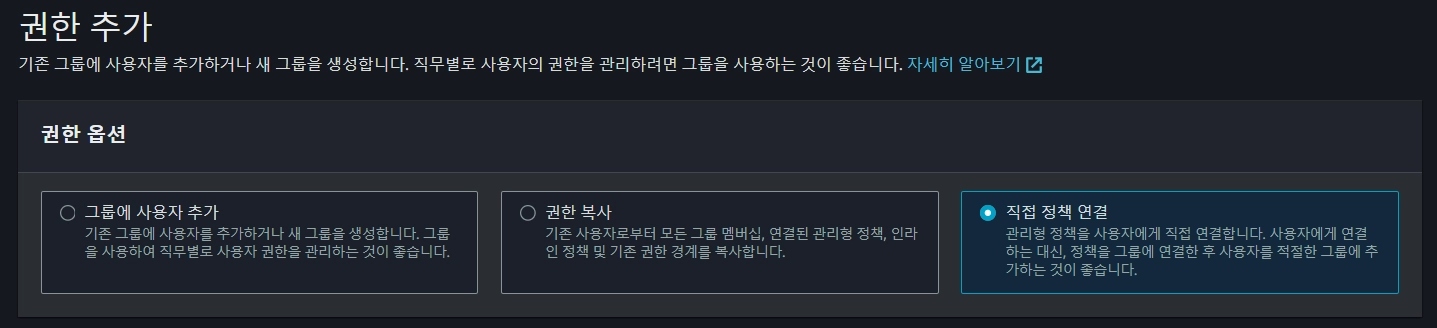 권한 추가
기존 그룹에 사용자를 추가하거나 새 그룹을 생성합니다. 직무별로 사용자의 권한을 관리하려면 그룹을 사용하는 것이 좋습니다. 자세히 알아보기
권한 옵션
그룹에 사용자 추가
기존 그룹에 사용자를 추가하거나 새 그룹을 생성합니다. 그룹
을 사용하여 직무별로 사용자 권한을 관리하는 것이 좋습니다.
권한 복사
기존 사용자로부터 모든 그룹 멤버십, 연결된 관리형 정책, 인라
인 정책 및 기존 권한 경계를 복사합니다.
직접 정책 연결
관리형 정책을 사용자에게 직접 연결합니다. 사용자에게 연결
하는 대신, 정책을 그룹에 연결한 후 사용자를 적절한 그룹에 추
가하는 것이 좋습니다.